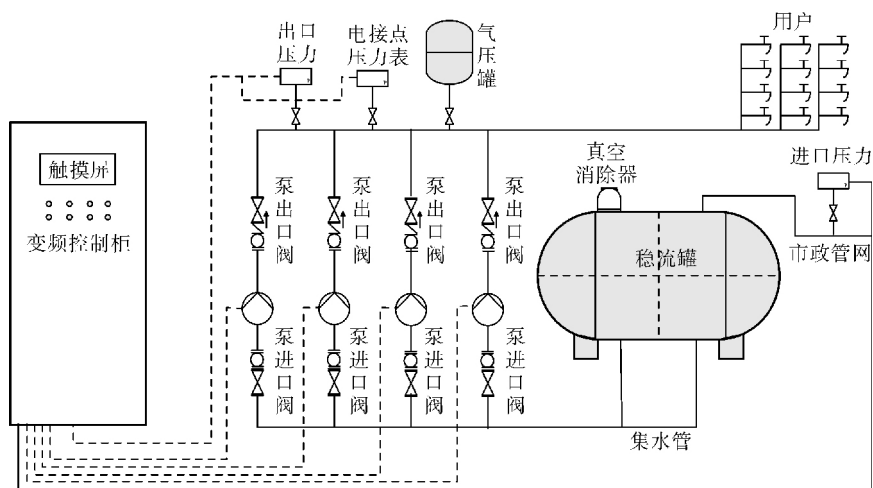 出口
压力
电接点
压力表
气
压
罐
用户
触摸屏
变频控制柜
泵
出
口
阀
泵
出
口
阀
泵
出
口
阀
泵
出
口
阀
真空
消除器
进口压力
稳流罐
市政管网
泵
进
口
阀
泵
进
口
阀
泵
进
口
阀
泵
进
口
阀
集水管